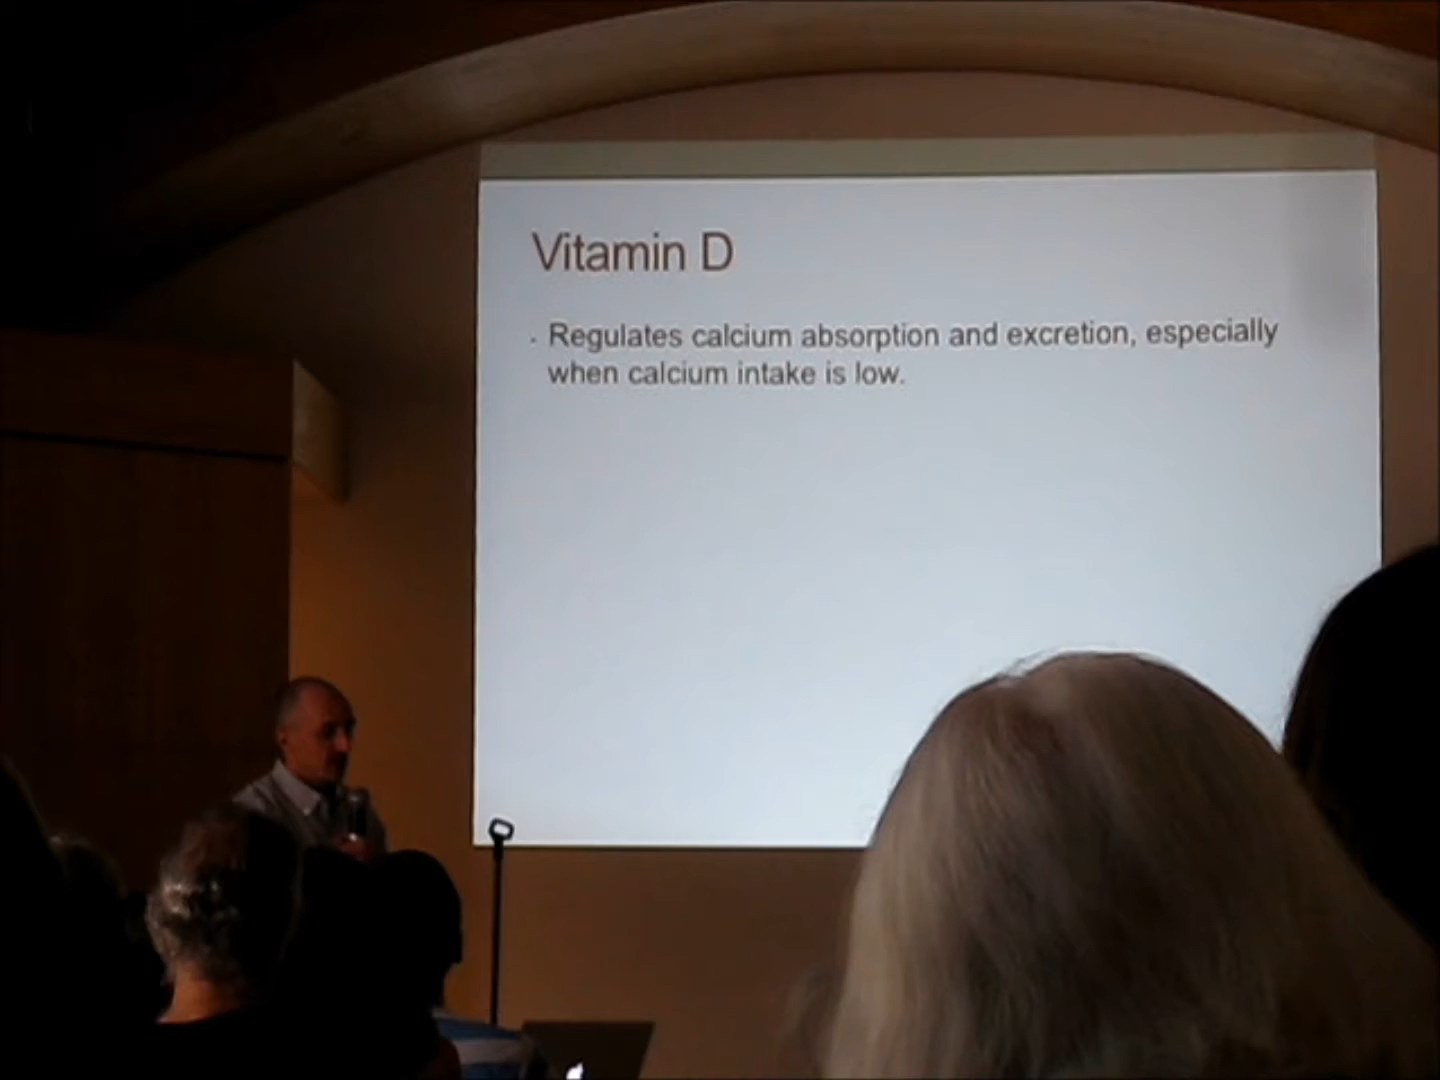 Vitamin D
· Regulates calcium absorption and excretion, especially
when calcium intake is low.